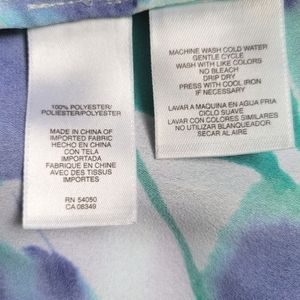 100% POLYESTER/
POLIÉSTER/POLYESTER
MADE IN CHINA OF
IMPORTED FABRIC
HECHO EN CHINA
CON TELA
IMPORTADA
FABRIQUE EN CHINE
AVEC DES TISSUS
IMPORTES
RN 54050
CA 08349
MACHINE WASH COLD WATER
GENTLE CYCLE
WASH WITH LIKE COLORS
NO BLEACH
DRIP DRY
PRESS WITH COOL IRON
IF NECESSARY
LAVAR A MAQUINA EN AGUA FRIA
CICLO SUAVE
LAVAR CON COLORES SIMILARES
NO UTILIZAR BLANQUEADOR
SECAR AL AIRE